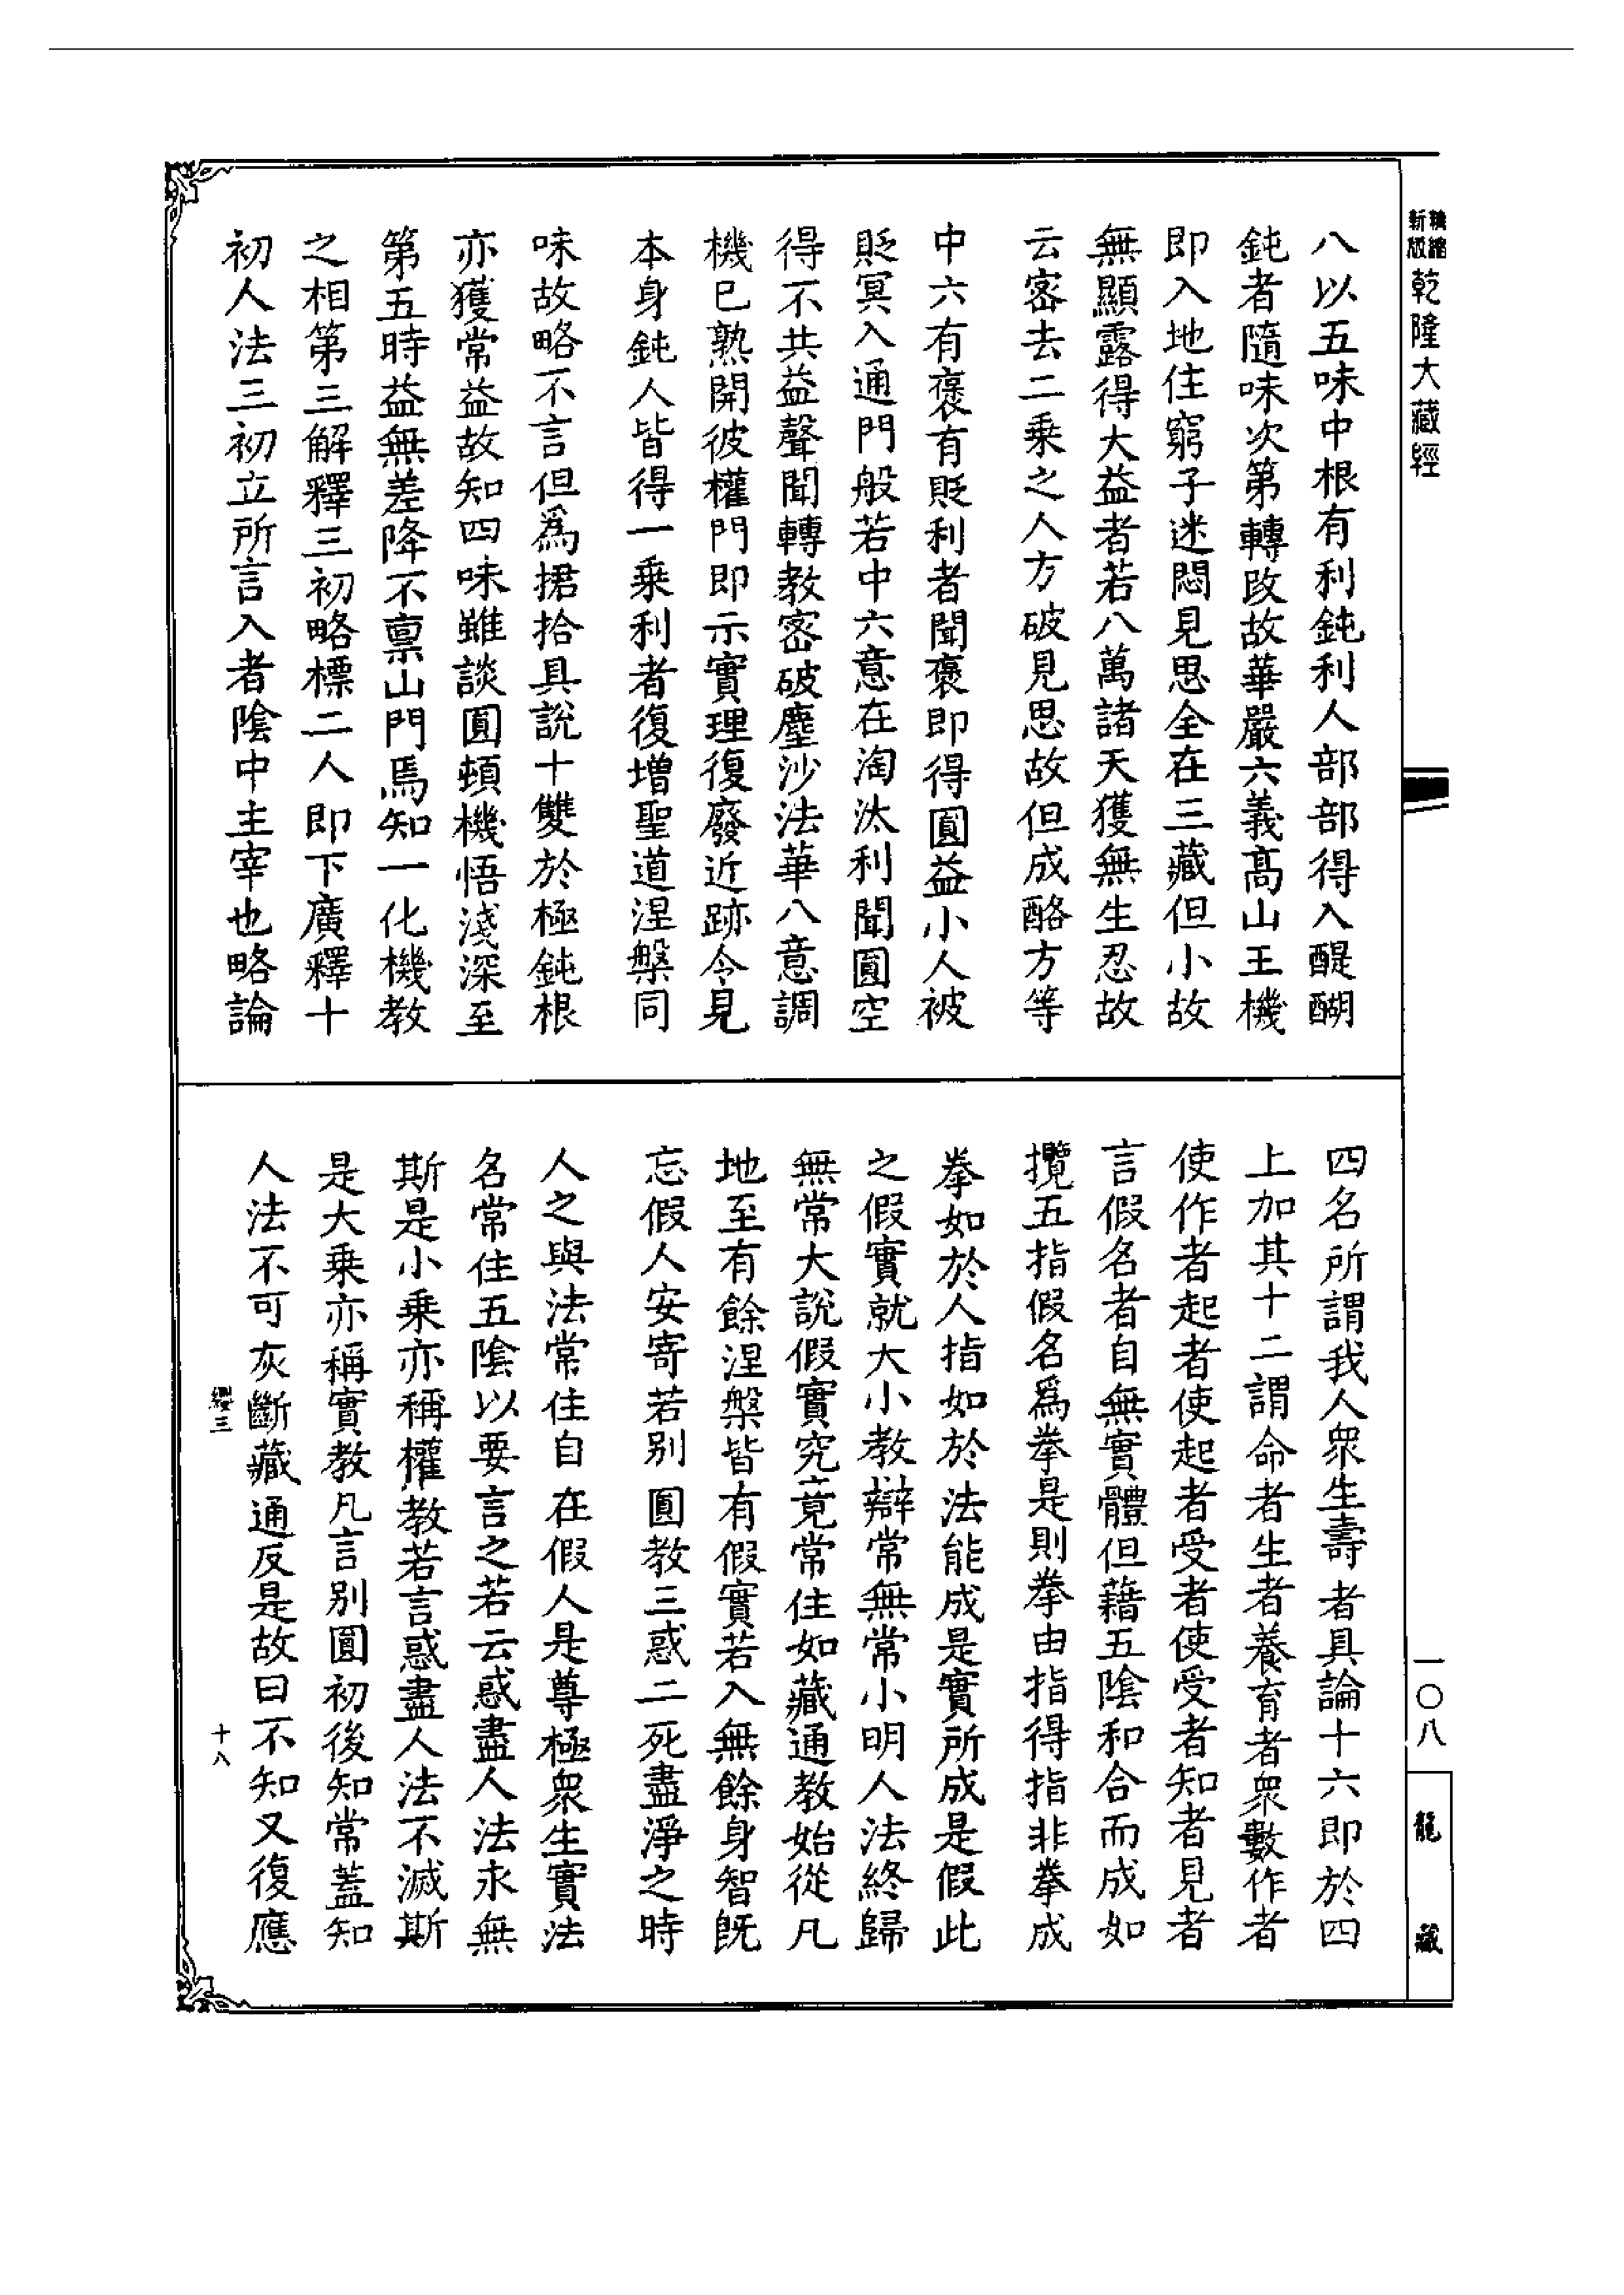 新版精縮
乾隆大藏經
八以五味中根有利鈍利人部部得入醍醐
鈍者隨味次第轉改故華嚴六義高山王機
即入地住窮子迷悶見思全在三藏但小故
無顯露得大益者若八萬諸天獲無生忍故
云密去二乘之人方破見思故但成酪方等
中六有褒有貶利者聞褒即得圓益小人被
貶冥入通門般若中六意在淘汰利聞圓空
得不共益聲聞轉教密破塵沙法華八意調
機已熟開彼權門即示實理復廢近跡令見
本身鈍人皆得一乘利者復增聖道涅槃同
味故略不言但爲捃拾具說十雙於極鈍根
亦獲常益故知四味雖談圓頓機悟淺深至
第五時益無差降不禀山門焉知一化機教
之相第三解釋三初略標二人即下廣釋十
初人法三初立所言入者陰中主宰也略論
四名所謂我人衆生壽者具論十六即於四
上加其十二謂命者生者養育者衆數作者
使作者起者使起者受者使受者知者見者
言假名者自無實體但藉五陰和合而成如
攬五指假名爲拳是則拳由指得指非拳成
拳如於人指如於法能成是實所成是假此
之假實就大小教辯常無常小明人法終歸
無常大說假實究竟常住如藏通教始從凡
地至有餘涅槃皆有假實若入無餘身智既
忘假人安寄若别圓教三惑二死盡淨之時
人之與法常住自在假人是尊極衆生實法
名常住五陰以要言之若云惑盡人法永無
斯是小乘亦稱權教若言惑盡人法不滅斯
是大乘亦稱實教凡言別圓初後知常蓋知
人法不可灰斷藏通反是故曰不知又復應
纓三
十八
一〇八
龍藏